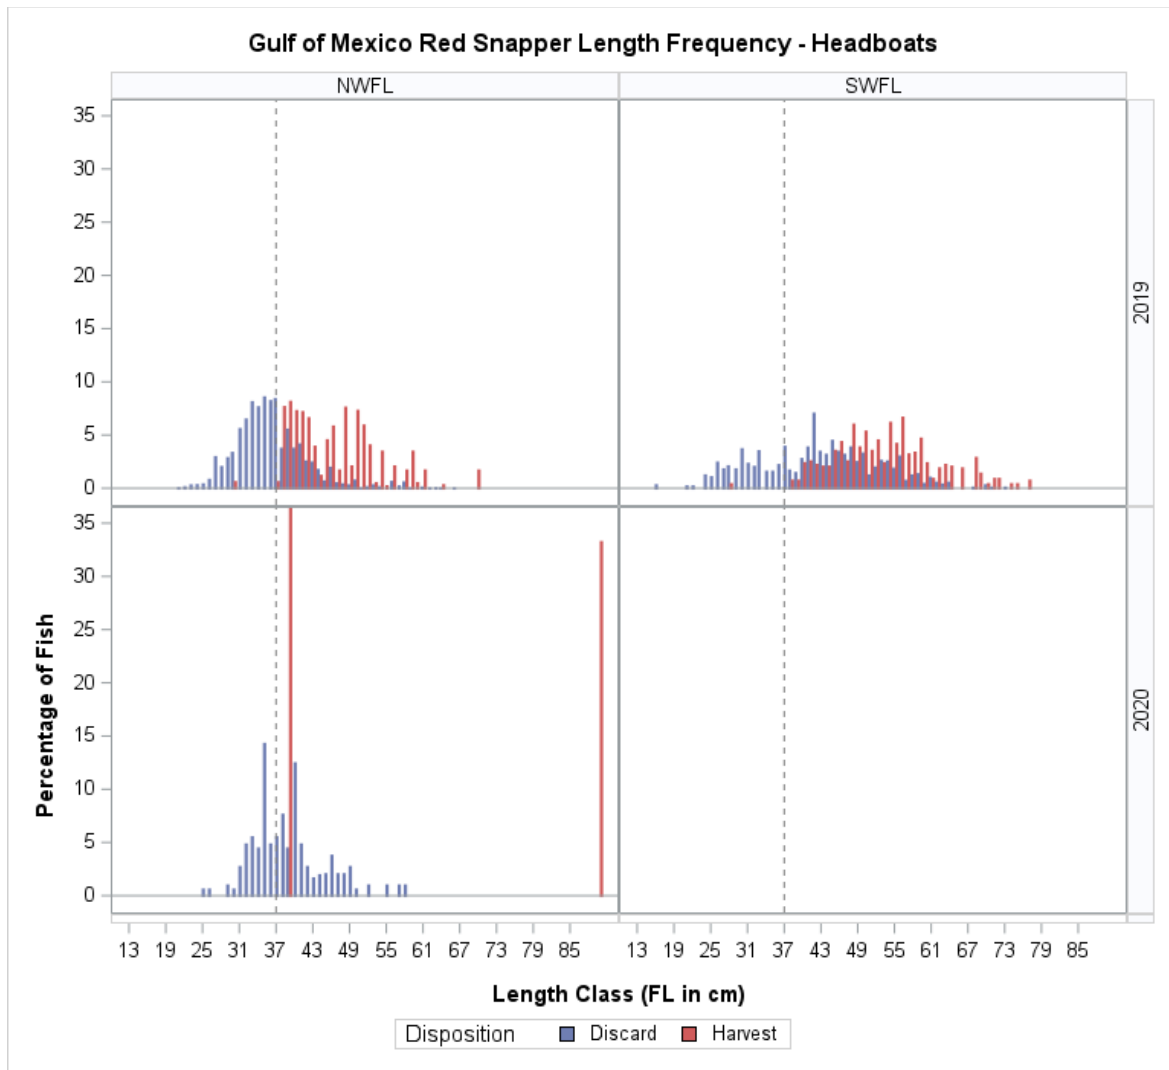 Gulf of Mexico Red Snapper Length Frequency - Headboats
NWFL
SWFL
35
30
25
20
15
10
5
0
2019
35
30
25
20
15
10
5
0
2020
Percentage of Fish
13 19 25 31 37 43 49 55 61 67 73 79 85
13 19 25 31 37 43 49 55 61 67 73 79 85
Length Class (FL in cm)
Disposition Discard Harvest